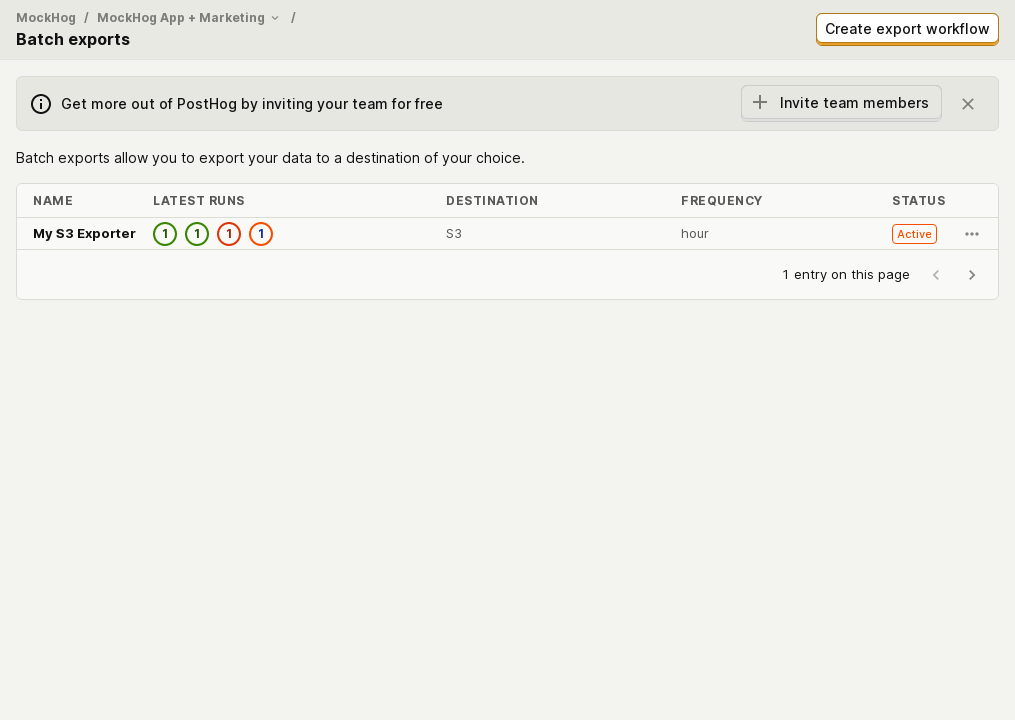 MockHog / MockHog App + Marketing /
Batch exports
Create export workflow
Get more out of PostHog by inviting your team for free
Invite team members
Batch exports allow you to export your data to a destination of your choice.
NAME LATEST RUNS DESTINATION FREQUENCY STATUS
My S3 Exporter 1 1 1 1 S3 hour Active
1 entry on this page